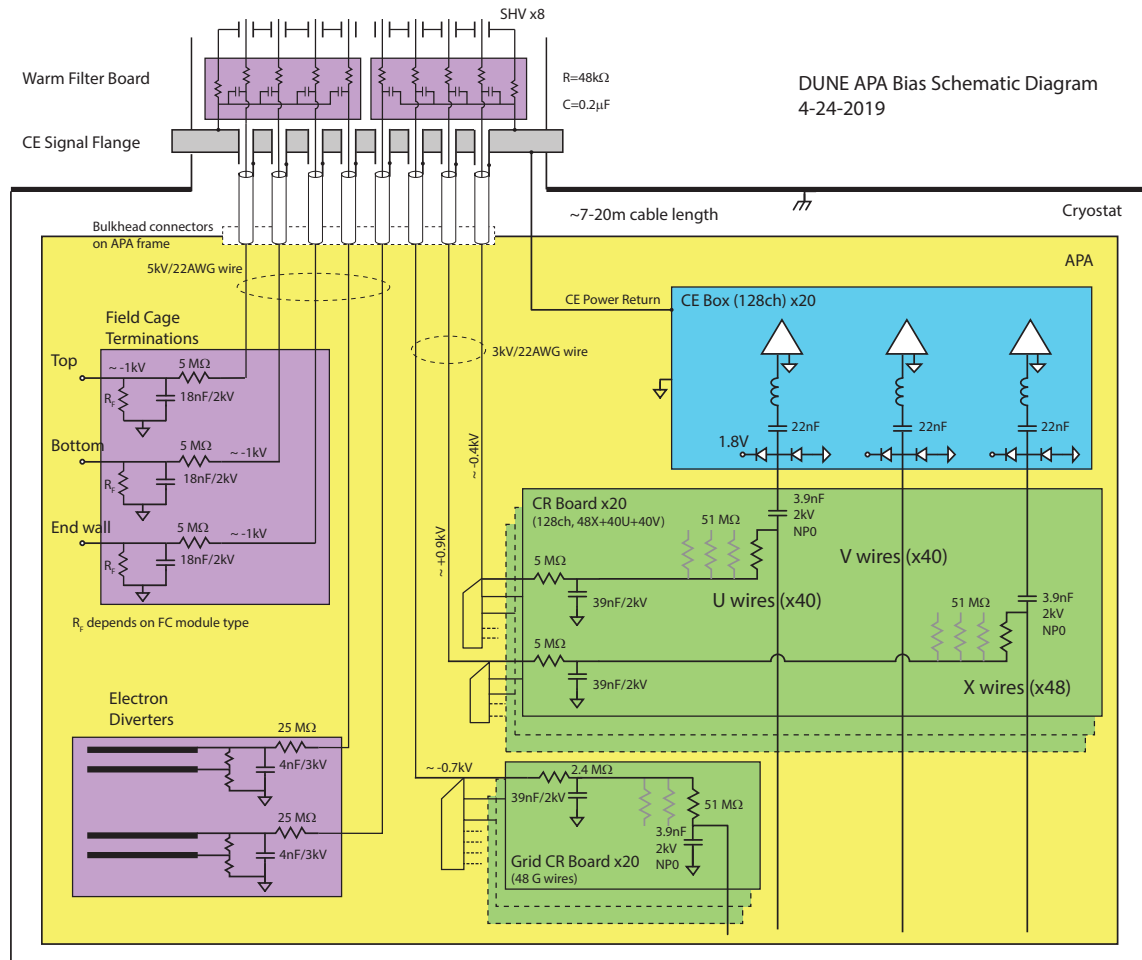 SHV x8
Warm Filter Board
R=48kΩ
C=0.2μF
DUNE APA Bias Schematic Diagram
4-24-2019
CE Signal Flange
~7-20m cable length
Cryostat
Bulkhead connectors
on APA frame
APA
5kV/22AWG wire
CE Power Return
CE Box (128ch) x20
Field Cage
Terminations
3kV/22AWG wire
Top
~ -1kV
5 MΩ
18nF/2kV
R_F
22nF
22nF
22nF
Bottom
5 MΩ
~ -1kV
18nF/2kV
R_F
1.8V
~ -0.4kV
End wall
5 MΩ
~ -1kV
18nF/2kV
R_F
CR Board x20
(128ch, 48X+40U+40V)
51 MΩ
3.9nF
2kV
NP0
~ +0.9kV
5 MΩ
39nF/2kV
V wires (x40)
U wires (x40)
51 MΩ
3.9nF
2kV
NP0
R_F depends on FC module type
5 MΩ
39nF/2kV
X wires (x48)
Electron
Diverters
25 MΩ
4nF/3kV
~ -0.7kV
2.4 MΩ
39nF/2kV
51 MΩ
25 MΩ
4nF/3kV
3.9nF
2kV
NP0
Grid CR Board x20
(48 G wires)